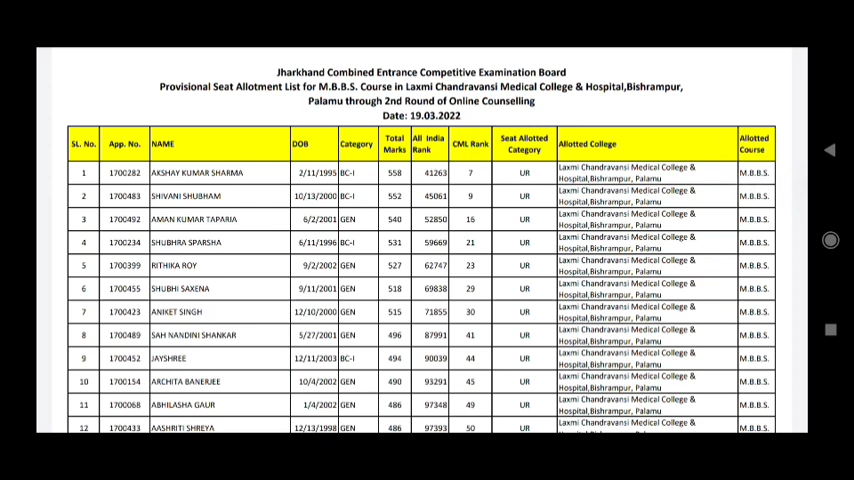 Jharkhand Combined Entrance Competitive Examination Board
Provisional Seat Allotment List for M.B.B.S. Course in Laxmi Chandravansi Medical College & Hospital,Bishrampur,
Palamu through 2nd Round of Online Counselling
Date: 19.03.2022
SL. No. App. No. NAME DOB Category Total Marks All India Rank CML Rank Seat Allotted Category Allotted College Allotted Course
1 1700282 AKSHAY KUMAR SHARMA 2/11/1995 BC-I 558 41263 7 UR Laxmi Chandravansi Medical College & Hospital,Bishrampur, Palamu M.B.B.S.
2 1700483 SHIVANI SHUBHAM 10/13/2000 BC-I 552 45061 9 UR Laxmi Chandravansi Medical College & Hospital,Bishrampur, Palamu M.B.B.S.
3 1700492 AMAN KUMAR TAPARIA 6/2/2001 GEN 540 52850 16 UR Laxmi Chandravansi Medical College & Hospital,Bishrampur, Palamu M.B.B.S.
4 1700234 SHUBHRA SPARSHA 6/11/1996 BC-I 531 59669 21 UR Laxmi Chandravansi Medical College & Hospital,Bishrampur, Palamu M.B.B.S.
5 1700399 RITHIKA ROY 9/2/2002 GEN 527 62747 23 UR Laxmi Chandravansi Medical College & Hospital,Bishrampur, Palamu M.B.B.S.
6 1700455 SHUBHI SAXENA 9/11/2001 GEN 518 69838 29 UR Laxmi Chandravansi Medical College & Hospital,Bishrampur, Palamu M.B.B.S.
7 1700423 ANIKET SINGH 12/10/2000 GEN 515 71855 30 UR Laxmi Chandravansi Medical College & Hospital,Bishrampur, Palamu M.B.B.S.
8 1700489 SAH NANDINI SHANKAR 5/27/2001 GEN 496 87991 41 UR Laxmi Chandravansi Medical College & Hospital,Bishrampur, Palamu M.B.B.S.
9 1700452 JAYSHREE 12/11/2003 BC-I 494 90039 44 UR Laxmi Chandravansi Medical College & Hospital,Bishrampur, Palamu M.B.B.S.
10 1700154 ARCHITA BANERJEE 10/4/2002 GEN 490 93291 45 UR Laxmi Chandravansi Medical College & Hospital,Bishrampur, Palamu M.B.B.S.
11 1700068 ABHILASHA GAUR 1/4/2002 GEN 486 97348 49 UR Laxmi Chandravansi Medical College & Hospital,Bishrampur, Palamu M.B.B.S.
12 1700433 AASHRITI SHREYA 12/13/1998 GEN 486 97393 50 UR Laxmi Chandravansi Medical College & M.B.B.S.